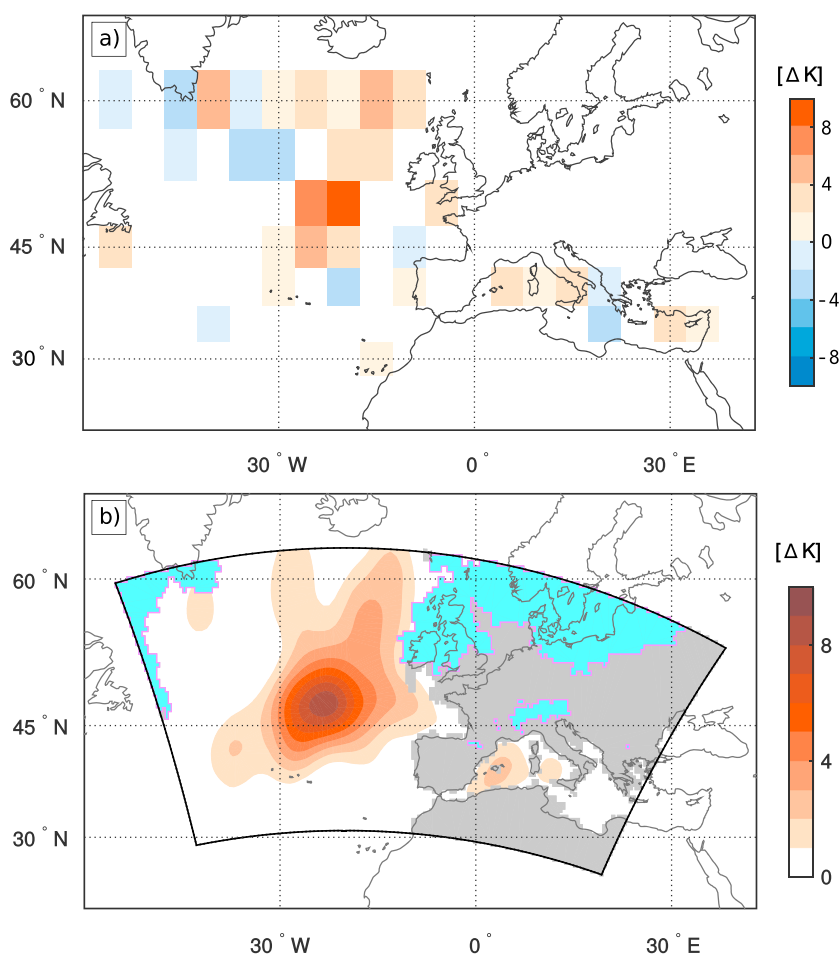 a)
[Δ K]
60 ° N
8
4
45 ° N
0
-4
30 ° N
-8
30 ° W
0 °
30 ° E
b)
[Δ K]
60 ° N
8
45 ° N
4
30 ° N
0
30 ° W
0 °
30 ° E